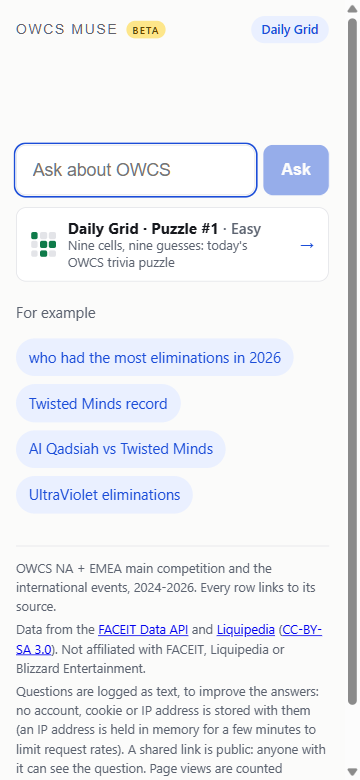 OWCS MUSE BETA Daily Grid
Ask about OWCS Ask
Daily Grid · Puzzle #1 · Easy
Nine cells, nine guesses: today's
OWCS trivia puzzle
→
For example
who had the most eliminations in 2026
Twisted Minds record
Al Qadsiah vs Twisted Minds
UltraViolet eliminations
OWCS NA + EMEA main competition and the
international events, 2024-2026. Every row links to its
source.
Data from the FACEIT Data API and Liquipedia (CC-BY-
SA 3.0). Not affiliated with FACEIT, Liquipedia or
Blizzard Entertainment.
Questions are logged as text, to improve the answers:
no account, cookie or IP address is stored with them
(an IP address is held in memory for a few minutes to
limit request rates). A shared link is public: anyone with
it can see the question. Page views are counted